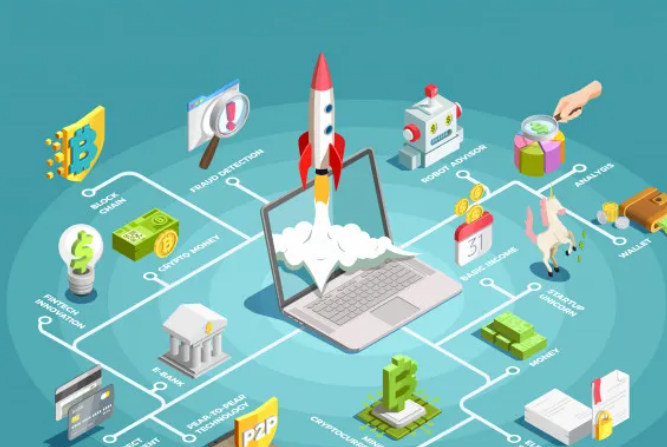 BLOCK
CHAIN
FRAUD DETECTION
ROBOT ADVISOR
ANALYSIS
CRYPTO MONEY
31
BASIC INCOME
WALLET
FINTECH
INNOVATION
STARTUP
UNICORN
E-BANK
MONEY
PEAR-TO-PEAR
TECHNOLOGY
P2P